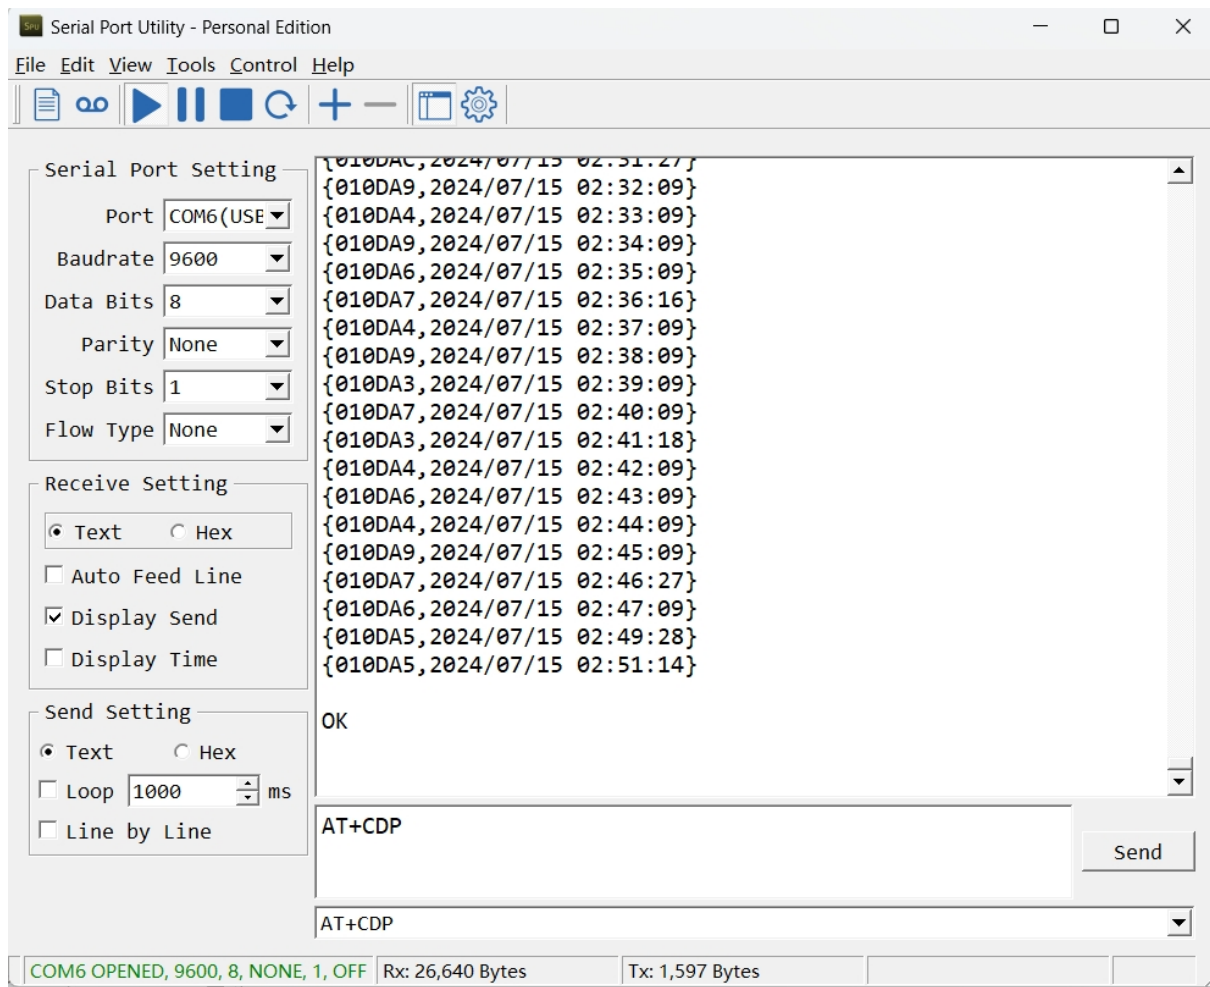 SPU Serial Port Utility - Personal Edition
File Edit View Tools Control Help
Serial Port Setting
Port COM6(USB
Baudrate 9600
Data Bits 8
Parity None
Stop Bits 1
Flow Type None
Receive Setting
Text Hex
Auto Feed Line
Display Send
Display Time
Send Setting
Text Hex
Loop 1000 ms
Line by Line
{010DAC,2024/07/15 02:31:27}
{010DA9,2024/07/15 02:32:09}
{010DA4,2024/07/15 02:33:09}
{010DA9,2024/07/15 02:34:09}
{010DA6,2024/07/15 02:35:09}
{010DA7,2024/07/15 02:36:16}
{010DA4,2024/07/15 02:37:09}
{010DA9,2024/07/15 02:38:09}
{010DA3,2024/07/15 02:39:09}
{010DA7,2024/07/15 02:40:09}
{010DA3,2024/07/15 02:41:18}
{010DA4,2024/07/15 02:42:09}
{010DA6,2024/07/15 02:43:09}
{010DA4,2024/07/15 02:44:09}
{010DA9,2024/07/15 02:45:09}
{010DA7,2024/07/15 02:46:27}
{010DA6,2024/07/15 02:47:09}
{010DA5,2024/07/15 02:49:28}
{010DA5,2024/07/15 02:51:14}
OK
AT+CDP
Send
AT+CDP
COM6 OPENED, 9600, 8, NONE, 1, OFF Rx: 26,640 Bytes Tx: 1,597 Bytes